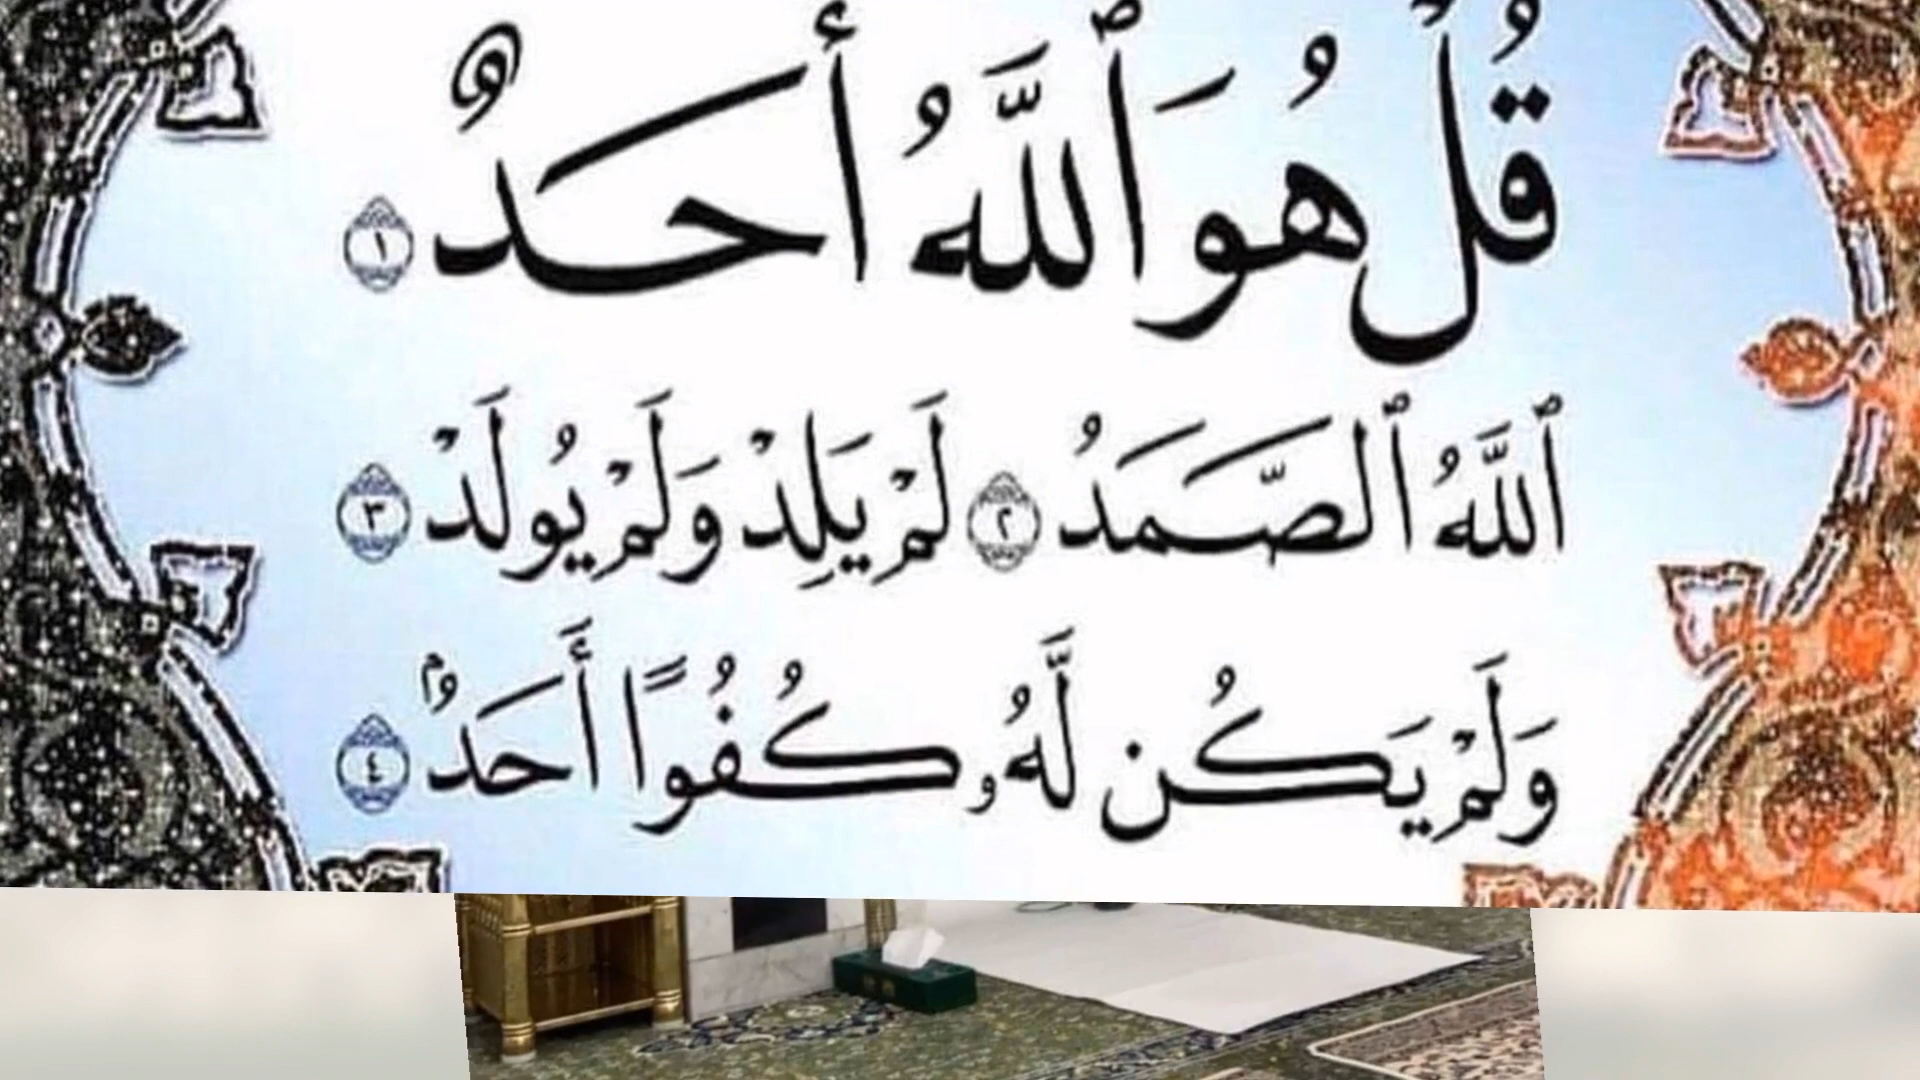 قُلْ هُوَ ٱللَّهُ أَحَدٌ ۝١
ٱللَّهُ ٱلصَّمَدُ ۝٢ لَمْ يَلِدْ وَلَمْ يُولَدْ ۝٣
وَلَمْ يَكُن لَّهُۥ كُفُوًا أَحَدٌۢ ۝٤